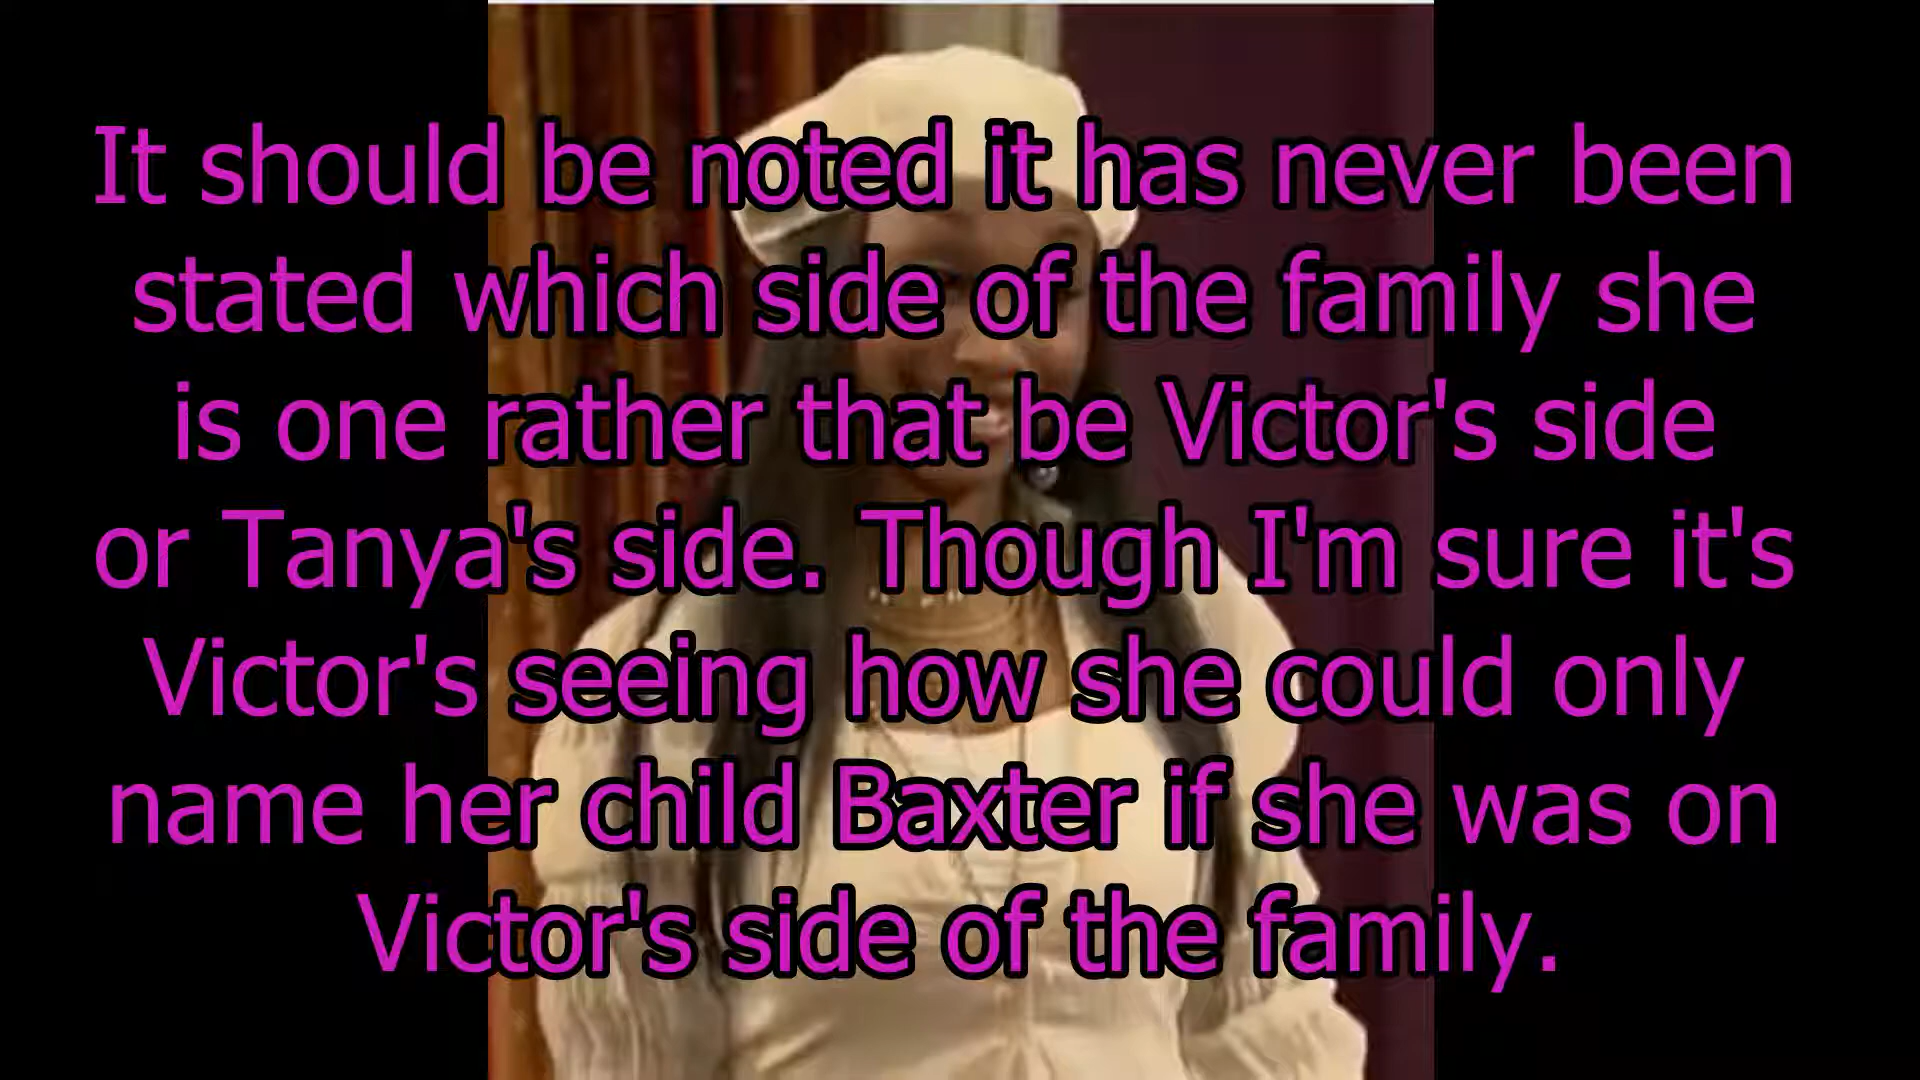 It should be noted it has never been
stated which side of the family she
is one rather that be Victor's side
or Tanya's side. Though I'm sure it's
Victor's seeing how she could only
name her child Baxter if she was on
Victor's side of the family.